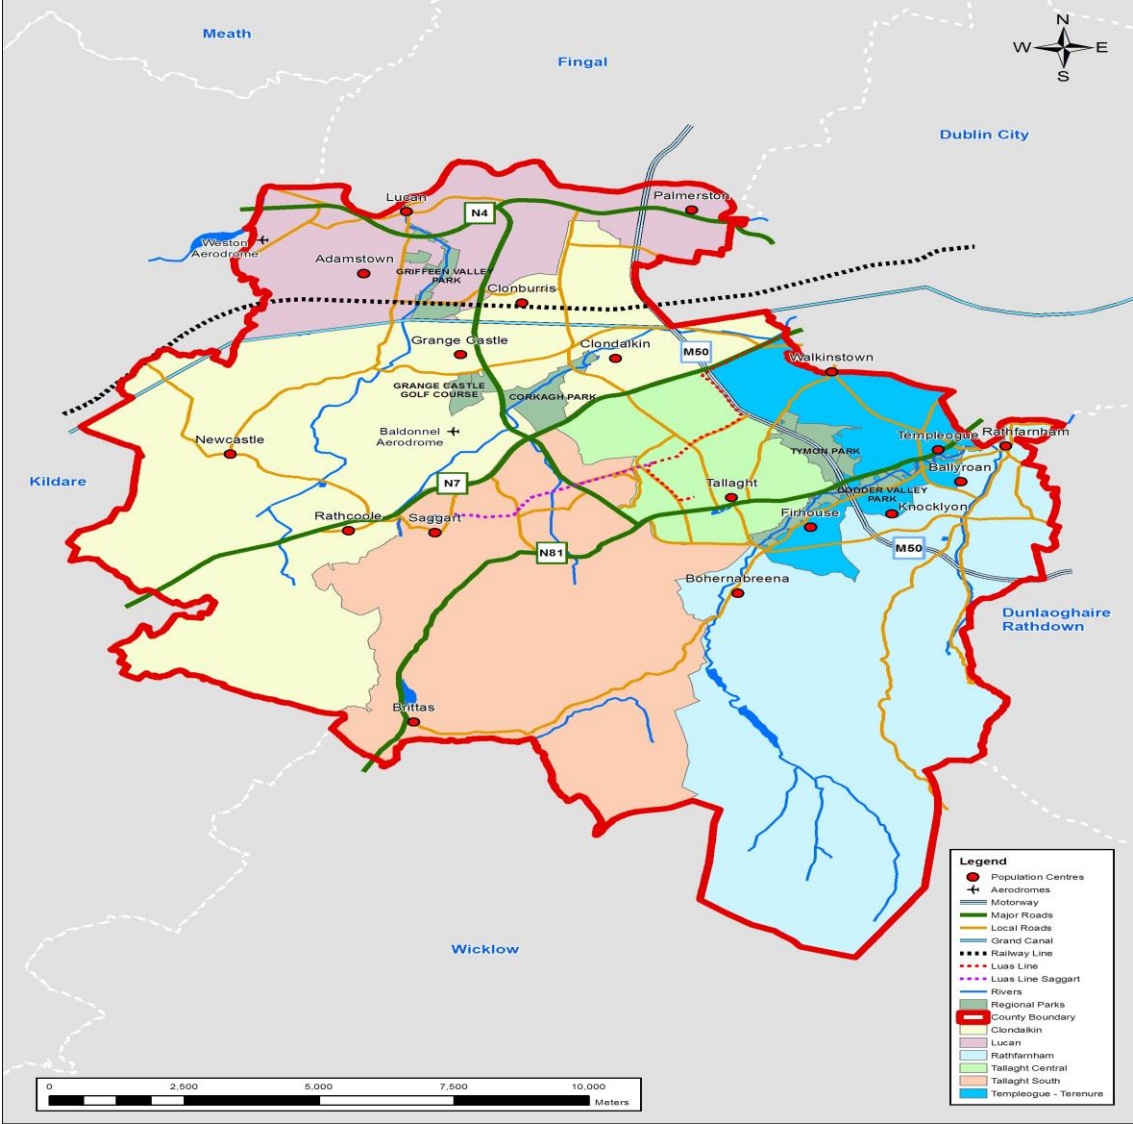 Meath
Fingal
N
W E
S
Dublin City
Lucan
N4
Palmerston
Weston
Aerodrome
Adamstown
GRIFFEEN VALLEY
PARK
Clonburris
Grange Castle
Clondalkin
M50
Walkinstown
GRANGE CASTLE
GOLF COURSE
CORKAGH PARK
Baldonnel
Aerodrome
Newcastle
Templeogue
Rathfarnham
TYMON PARK
Ballyroan
Kildare
N7
Tallaght
DODDER VALLEY
PARK
Knocklyon
Rathcoole
Saggart
Firhouse
N81
M50
Bohernabreena
Dunlaoghaire
Rathdown
Brittas
Wicklow
Legend
Population Centres
Aerodromes
Motorway
Major Roads
Local Roads
Grand Canal
Railway Line
Luas Line
Luas Line Saggart
Rivers
Regional Parks
County Boundary
Clondalkin
Lucan
Rathfarnham
Tallaght Central
Tallaght South
Templeogue - Terenure
0 2,500 5,000 7,500 10,000
Meters